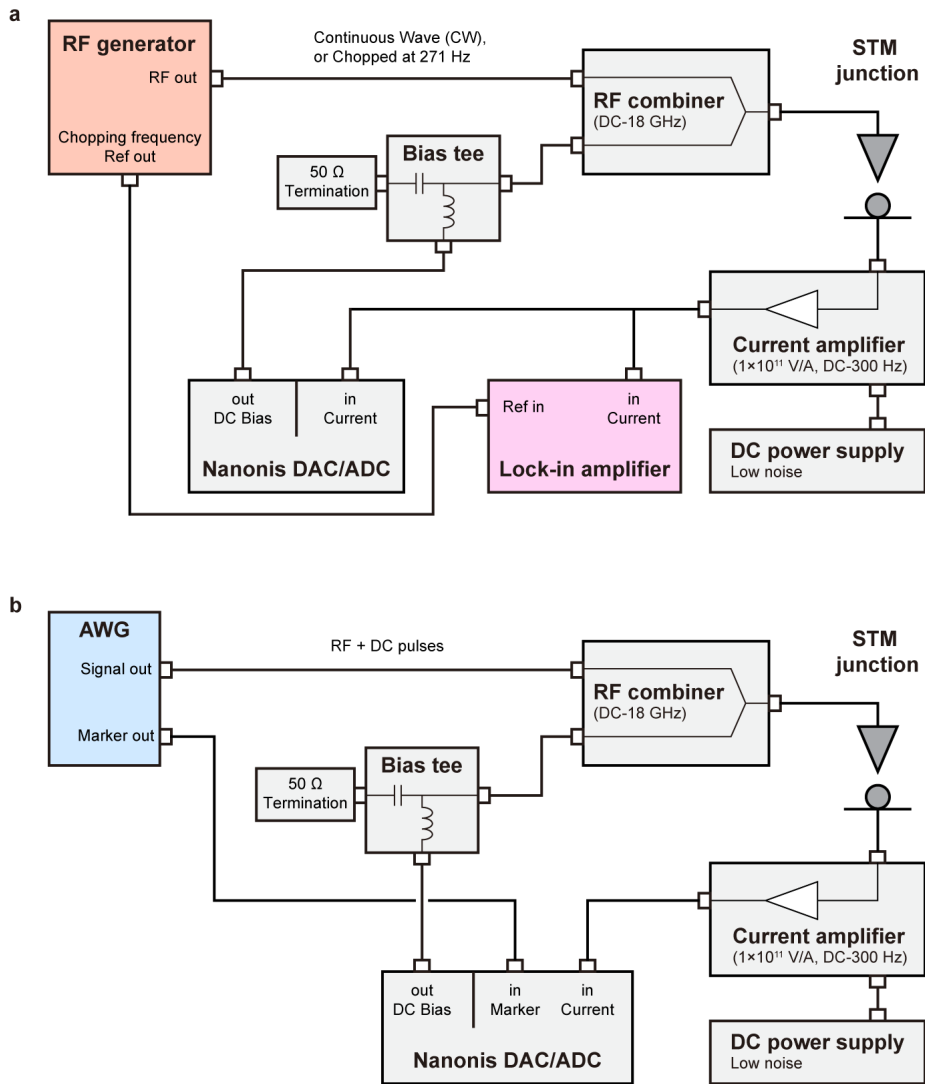 a
RF generator
RF out
Chopping frequency
Ref out
Continuous Wave (CW),
or Chopped at 271 Hz
RF combiner
(DC-18 GHz)
STM
junction
50 Ω
Termination
Bias tee
Current amplifier
(1×10¹¹ V/A, DC-300 Hz)
out
DC Bias
in
Current
Nanonis DAC/ADC
Ref in
in
Current
Lock-in amplifier
DC power supply
Low noise
b
AWG
Signal out
Marker out
RF + DC pulses
RF combiner
(DC-18 GHz)
STM
junction
50 Ω
Termination
Bias tee
Current amplifier
(1×10¹¹ V/A, DC-300 Hz)
out
DC Bias
in
Marker
in
Current
Nanonis DAC/ADC
DC power supply
Low noise